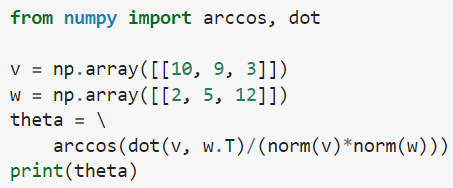 from numpy import arccos, dot

v = np.array([[10, 9, 3]])
w = np.array([[2, 5, 12]])
theta = \
    arccos(dot(v, w.T)/(norm(v)*norm(w)))
print(theta)